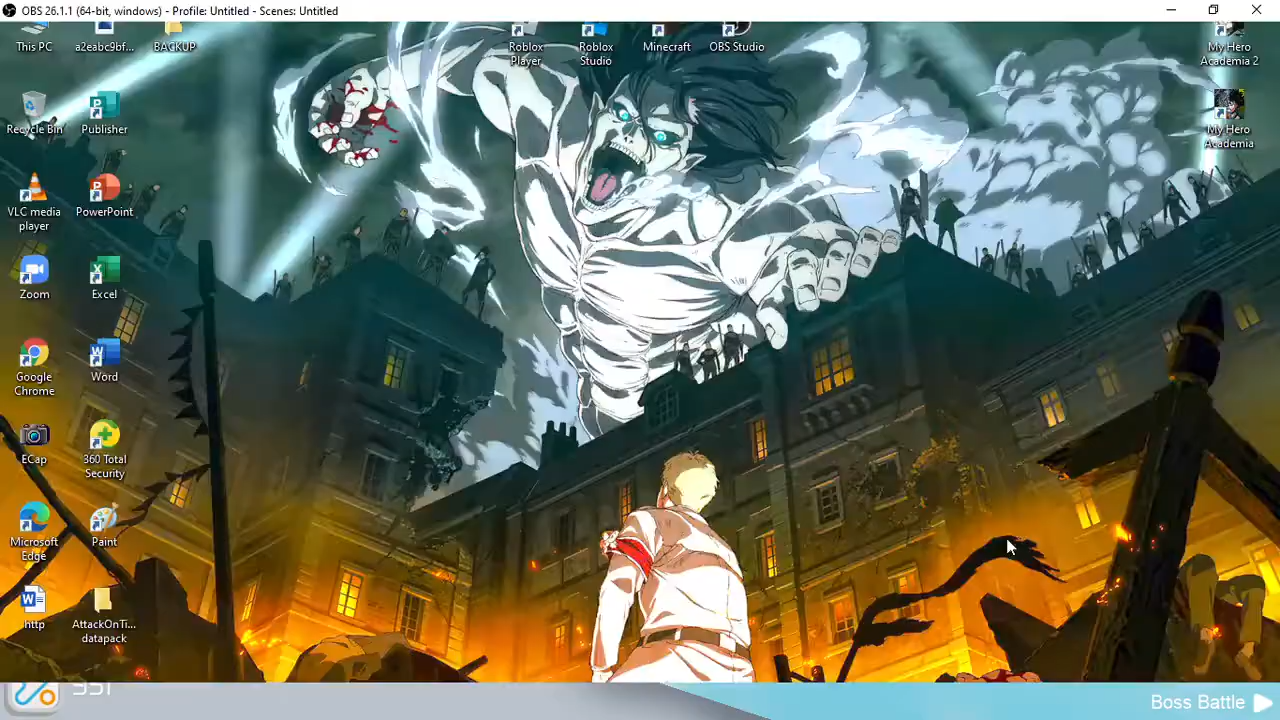 OBS 26.1.1 (64-bit, windows) - Profile: Untitled - Scenes: Untitled
This PC
a2eabc9bf...
BACKUP
Roblox
Player
Roblox
Studio
Minecraft
OBS Studio
My Hero
Academia 2
Recycle Bin
Publisher
My Hero
Academia
VLC media
player
PowerPoint
Zoom
Excel
Google
Chrome
Word
ECap
360 Total
Security
Microsoft
Edge
Paint
http
AttackOnTi...
datapack
Boss Battle